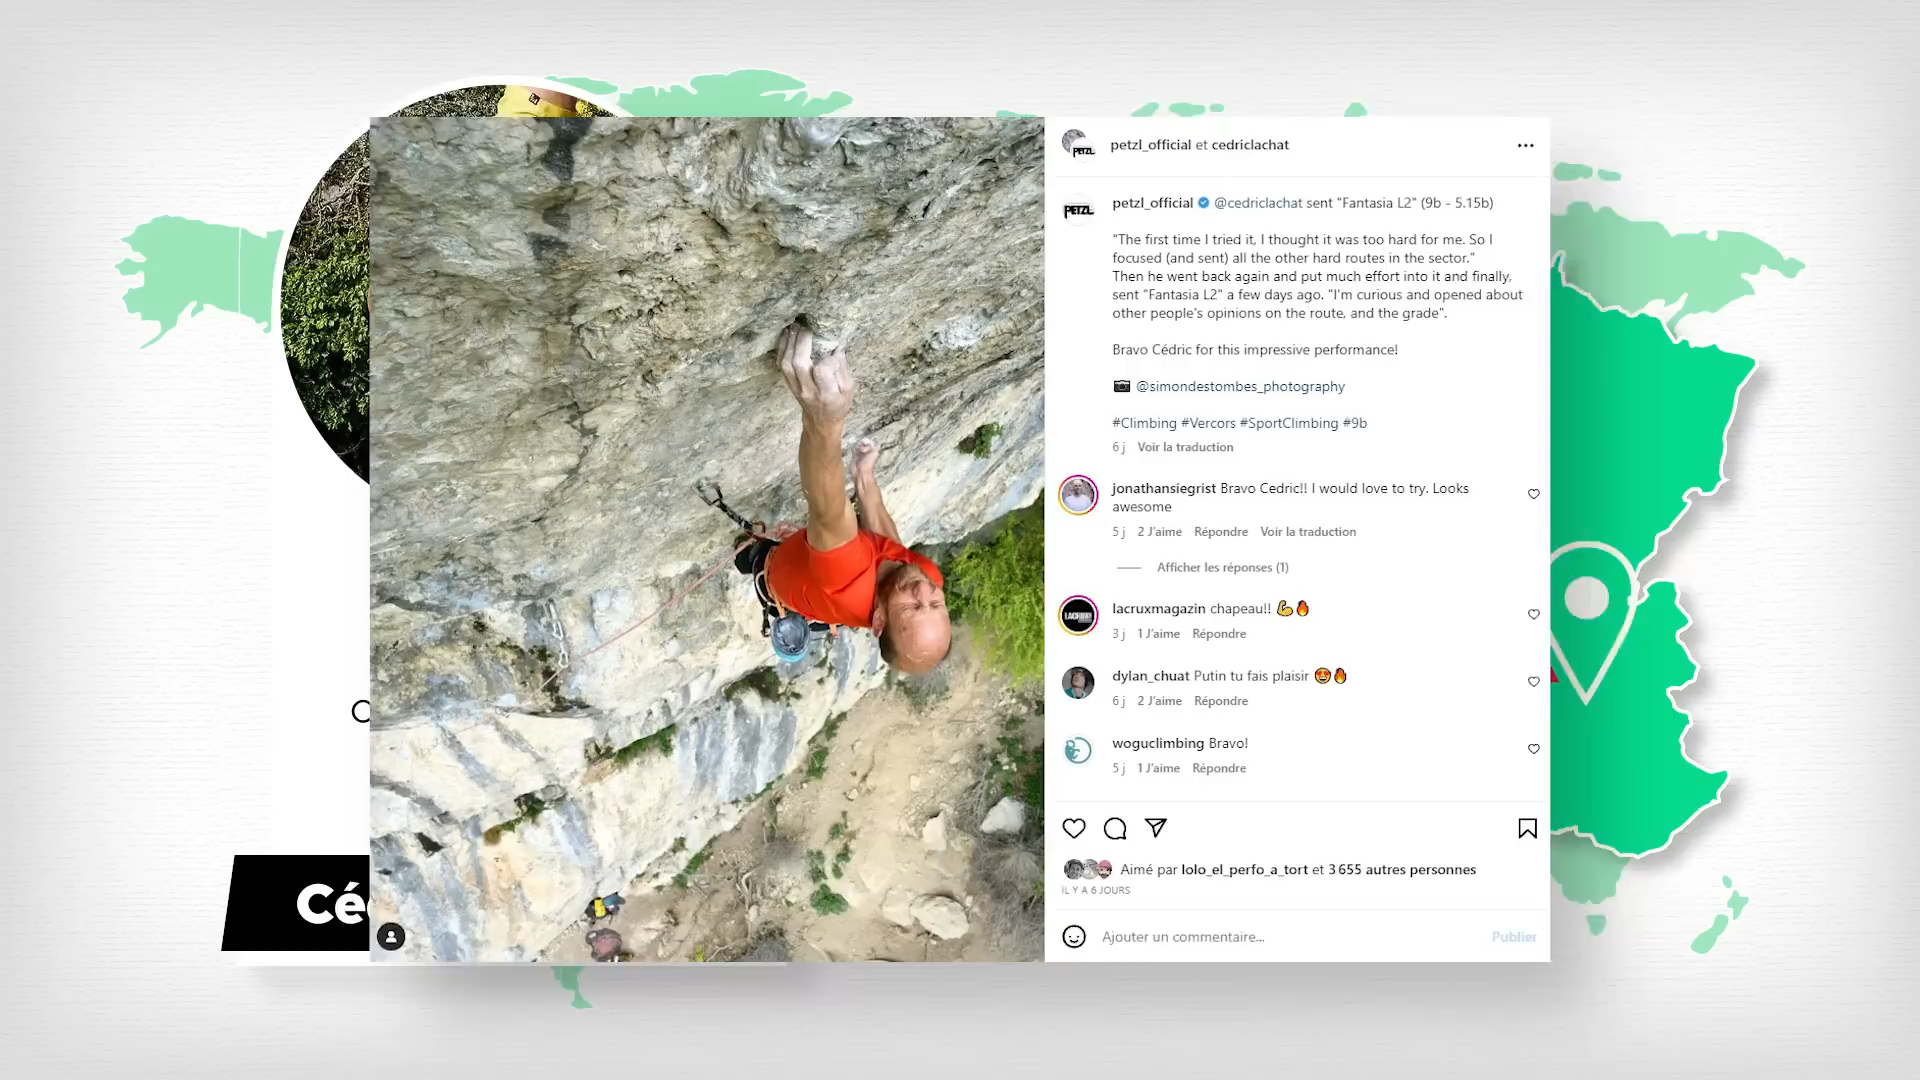 petzl_official et cedriclachat
PETZL
PETZL
petzl_official @cedriclachat sent "Fantasia L2" (9b - 5.15b)
"The first time I tried it, I thought it was too hard for me. So I
focused (and sent) all the other hard routes in the sector."
Then he went back again and put much effort into it and finally,
sent "Fantasia L2" a few days ago. "I'm curious and opened about
other people's opinions on the route, and the grade".
Bravo Cédric for this impressive performance!
📷 @simondestombes_photography
#Climbing #Vercors #SportClimbing #9b
6 j Voir la traduction
jonathansiegrist Bravo Cedric!! I would love to try. Looks
awesome
5 j 2 J'aime Répondre Voir la traduction
Afficher les réponses (1)
LACRUX
lacruxmagazin chapeau!! 💪🔥
3 j 1 J'aime Répondre
dylan_chuat Putin tu fais plaisir 😍🔥
6 j 2 J'aime Répondre
woguclimbing Bravo!
5 j 1 J'aime Répondre
Aimé par lolo_el_perfo_a_tort et 3 655 autres personnes
IL Y A 6 JOURS
Ajouter un commentaire...
Publier
Cé